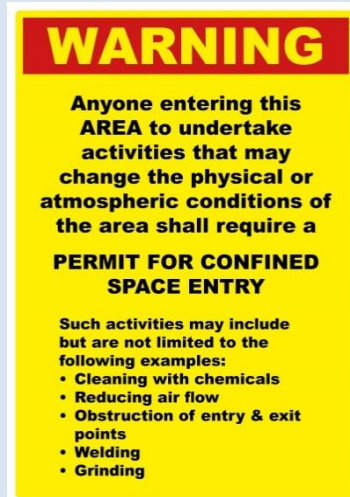 WARNING
Anyone entering this
AREA to undertake
activities that may
change the physical or
atmospheric conditions of
the area shall require a
PERMIT FOR CONFINED
SPACE ENTRY
Such activities may include
but are not limited to the
following examples:
• Cleaning with chemicals
• Reducing air flow
• Obstruction of entry & exit
points
• Welding
• Grinding